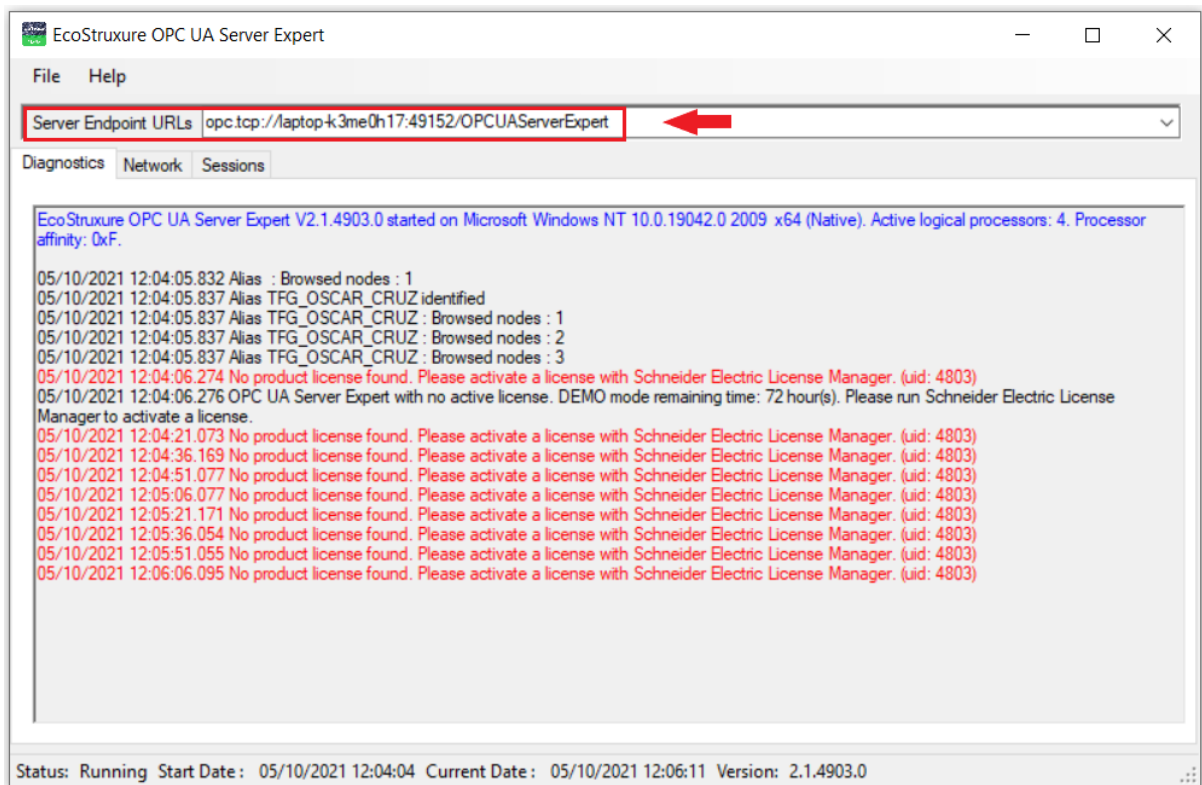 EcoStruxure OPC UA Server Expert
File Help
Server Endpoint URLs opc.tcp://laptop-k3me0h17:49152/OPCUAServerExpert
Diagnostics Network Sessions
EcoStruxure OPC UA Server Expert V2.1.4903.0 started on Microsoft Windows NT 10.0.19042.0 2009 x64 (Native). Active logical processors: 4. Processor
affinity: 0xF.
05/10/2021 12:04:05.832 Alias : Browsed nodes : 1
05/10/2021 12:04:05.837 Alias TFG_OSCAR_CRUZ identified
05/10/2021 12:04:05.837 Alias TFG_OSCAR_CRUZ : Browsed nodes : 1
05/10/2021 12:04:05.837 Alias TFG_OSCAR_CRUZ : Browsed nodes : 2
05/10/2021 12:04:05.837 Alias TFG_OSCAR_CRUZ : Browsed nodes : 3
05/10/2021 12:04:06.274 No product license found. Please activate a license with Schneider Electric License Manager. (uid: 4803)
05/10/2021 12:04:06.276 OPC UA Server Expert with no active license. DEMO mode remaining time: 72 hour(s). Please run Schneider Electric License
Manager to activate a license.
05/10/2021 12:04:21.073 No product license found. Please activate a license with Schneider Electric License Manager. (uid: 4803)
05/10/2021 12:04:36.169 No product license found. Please activate a license with Schneider Electric License Manager. (uid: 4803)
05/10/2021 12:04:51.077 No product license found. Please activate a license with Schneider Electric License Manager. (uid: 4803)
05/10/2021 12:05:06.077 No product license found. Please activate a license with Schneider Electric License Manager. (uid: 4803)
05/10/2021 12:05:21.171 No product license found. Please activate a license with Schneider Electric License Manager. (uid: 4803)
05/10/2021 12:05:36.054 No product license found. Please activate a license with Schneider Electric License Manager. (uid: 4803)
05/10/2021 12:05:51.055 No product license found. Please activate a license with Schneider Electric License Manager. (uid: 4803)
05/10/2021 12:06:06.095 No product license found. Please activate a license with Schneider Electric License Manager. (uid: 4803)
Status: Running Start Date : 05/10/2021 12:04:04 Current Date : 05/10/2021 12:06:11 Version: 2.1.4903.0